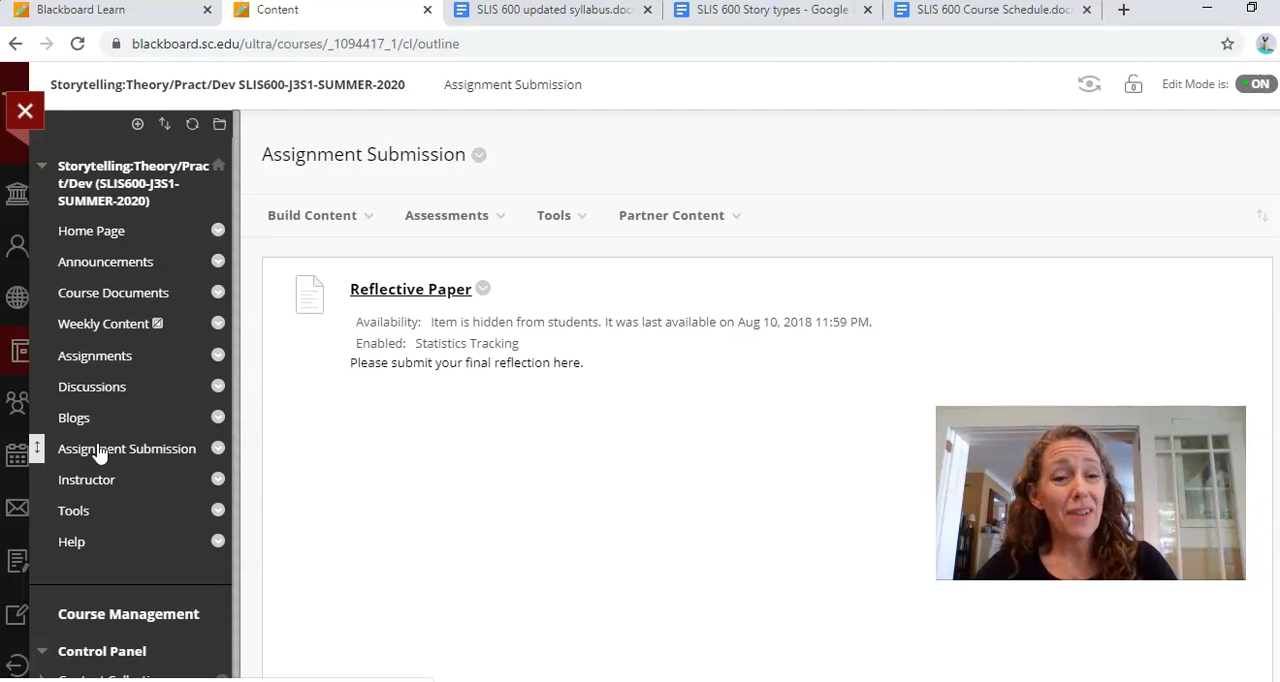 Blackboard Learn
Content
SLIS 600 updated syllabus.doc
SLIS 600 Story types - Google
SLIS 600 Course Schedule.doc
blackboard.sc.edu/ultra/courses/_1094417_1/cl/outline
Storytelling:Theory/Pract/Dev SLIS600-J3S1-SUMMER-2020
Assignment Submission
Edit Mode is:
ON
Storytelling:Theory/Prac
t/Dev (SLIS600-J3S1-
SUMMER-2020)
Home Page
Announcements
Course Documents
Weekly Content
Assignments
Discussions
Blogs
Assignment Submission
Instructor
Tools
Help
Course Management
Control Panel
Assignment Submission
Build Content
Assessments
Tools
Partner Content
Reflective Paper
Availability: Item is hidden from students. It was last available on Aug 10, 2018 11:59 PM.
Enabled: Statistics Tracking
Please submit your final reflection here.